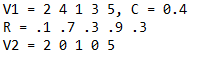 V1 = 2 4 1 3 5, C = 0.4
R = .1 .7 .3 .9 .3
V2 = 2 0 1 0 5